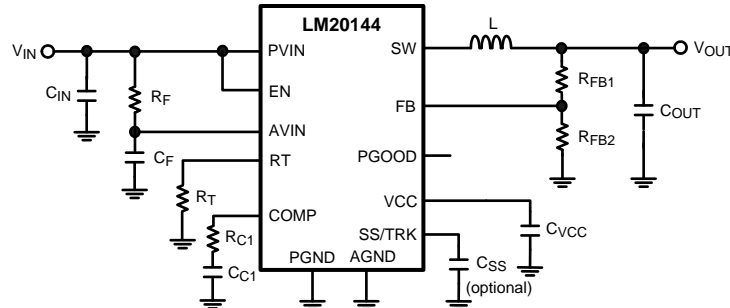 LM20144
VIN
PVIN
SW
L
VOUT
CIN
RF
EN
RFB1
FB
COUT
AVIN
RFB2
CF
RT
PGOOD
RT
VCC
COMP
RC1
SS/TRK
CVCC
CC1
PGND
AGND
CSS
(optional)